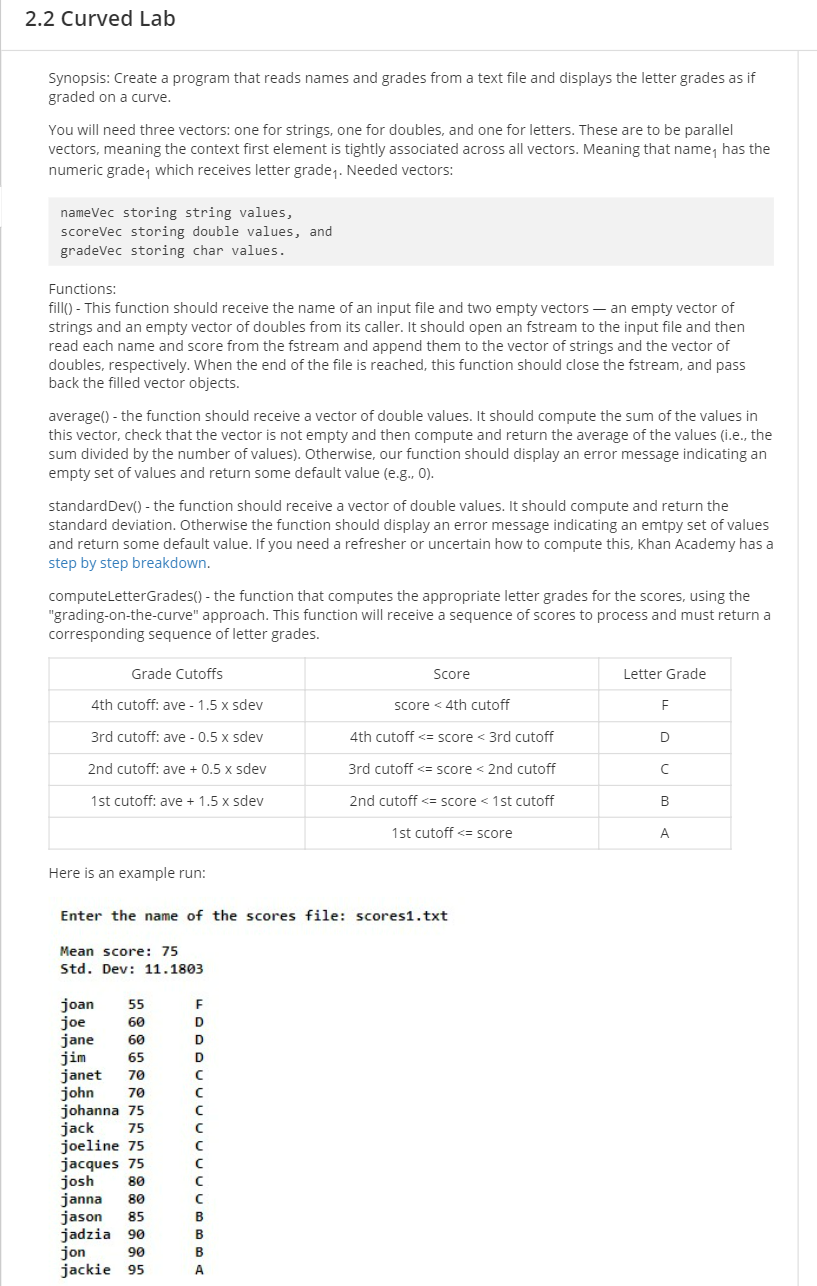 2.2 Curved Lab
Synopsis: Create a program that reads names and grades from a text file and displays the letter grades as if
graded on a curve.
You will need three vectors: one for strings, one for doubles, and one for letters. These are to be parallel
vectors, meaning the context first element is tightly associated across all vectors. Meaning that name₁ has the
numeric grade₁ which receives letter grade₁. Needed vectors:
nameVec storing string values,
scoreVec storing double values, and
gradeVec storing char values.
Functions:
fill() - This function should receive the name of an input file and two empty vectors — an empty vector of
strings and an empty vector of doubles from its caller. It should open an fstream to the input file and then
read each name and score from the fstream and append them to the vector of strings and the vector of
doubles, respectively. When the end of the file is reached, this function should close the fstream, and pass
back the filled vector objects.
average() - the function should receive a vector of double values. It should compute the sum of the values in
this vector, check that the vector is not empty and then compute and return the average of the values (i.e., the
sum divided by the number of values). Otherwise, our function should display an error message indicating an
empty set of values and return some default value (e.g., 0).
standardDev() - the function should receive a vector of double values. It should compute and return the
standard deviation. Otherwise the function should display an error message indicating an emtpy set of values
and return some default value. If you need a refresher or uncertain how to compute this, Khan Academy has a
step by step breakdown.
computeLetterGrades() - the function that computes the appropriate letter grades for the scores, using the
"grading-on-the-curve" approach. This function will receive a sequence of scores to process and must return a
corresponding sequence of letter grades.
Grade Cutoffs Score Letter Grade
4th cutoff: ave - 1.5 x sdev score < 4th cutoff F
3rd cutoff: ave - 0.5 x sdev 4th cutoff <= score < 3rd cutoff D
2nd cutoff: ave + 0.5 x sdev 3rd cutoff <= score < 2nd cutoff C
1st cutoff: ave + 1.5 x sdev 2nd cutoff <= score < 1st cutoff B
1st cutoff <= score A
Here is an example run:
Enter the name of the scores file: scores1.txt
Mean score: 75
Std. Dev: 11.1803
joan 55 F
joe 60 D
jane 60 D
jim 65 D
janet 70 C
john 70 C
johanna 75 C
jack 75 C
joeline 75 C
jacques 75 C
josh 80 C
janna 80 C
jason 85 B
jadzia 90 B
jon 90 B
jackie 95 A